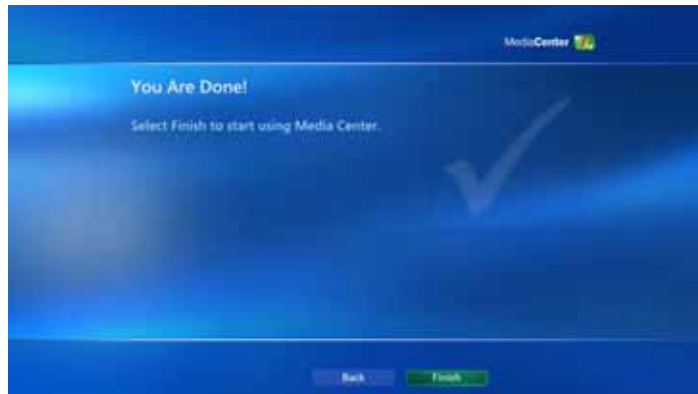 MediaCenter
You Are Done!
Select Finish to start using Media Center.
Back Finish